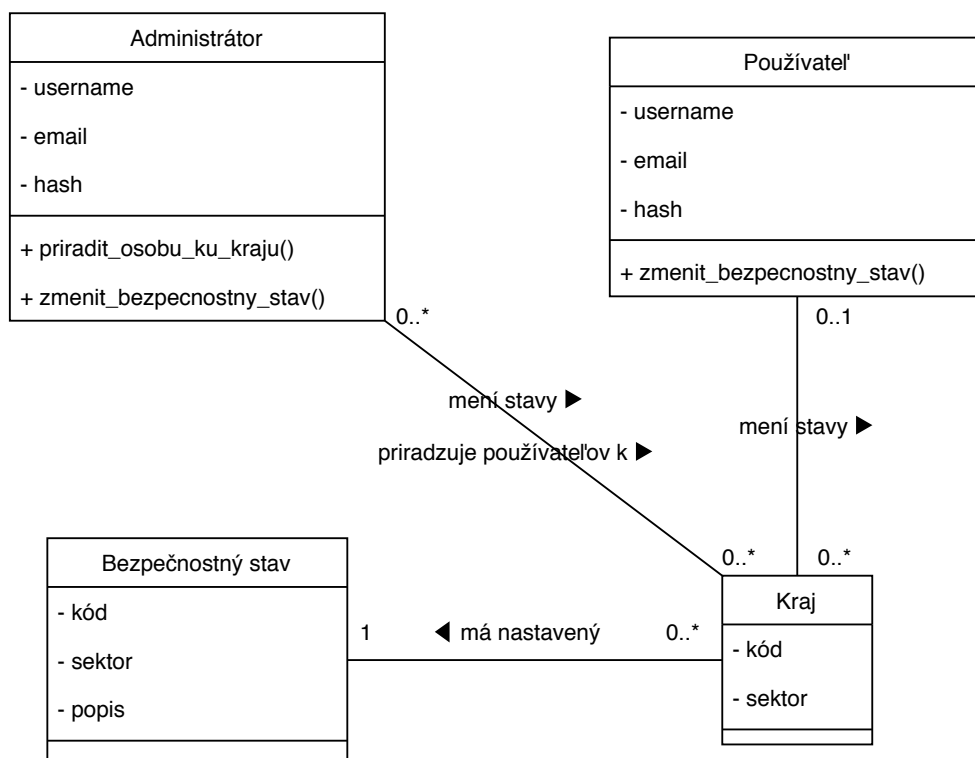 Administrátor
- username
- email
- hash
+ priradit_osobu_ku_kraju()
+ zmenit_bezpecnostny_stav()
Používateľ
- username
- email
- hash
+ zmenit_bezpecnostny_stav()
0..*
0..1
mení stavy ▶
priradzuje používateľov k ▶
mení stavy ▶
0..*
0..*
Bezpečnostný stav
- kód
- sektor
- popis
1
◀ má nastavený
0..*
Kraj
- kód
- sektor